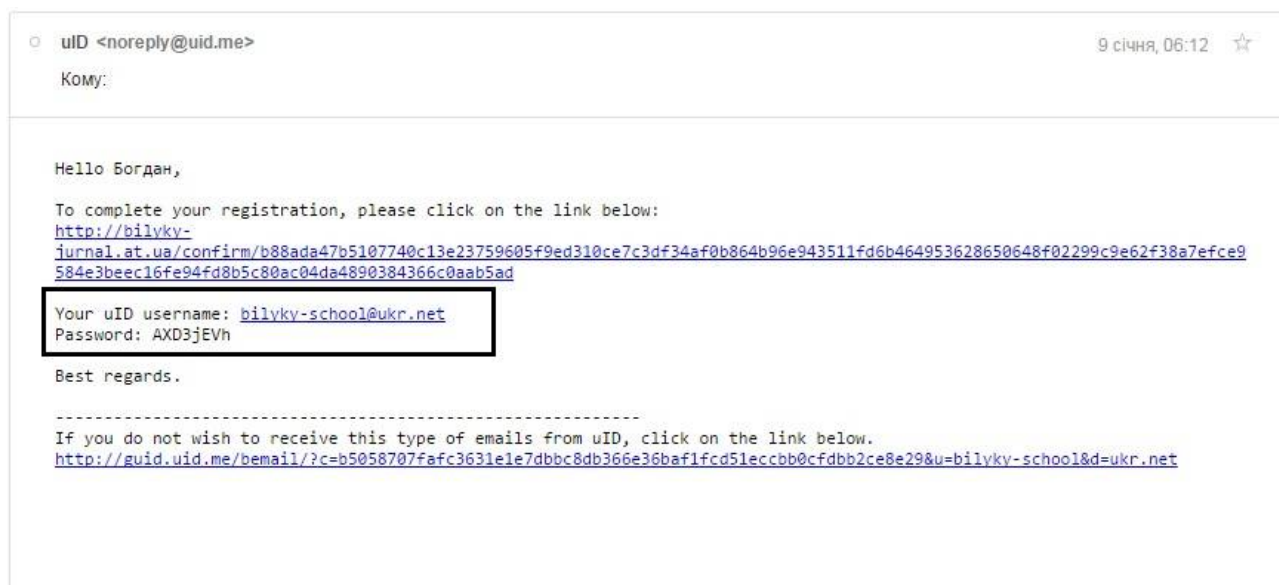 uID <noreply@uid.me>
9 січня, 06:12
Кому:
Hello Богдан,
To complete your registration, please click on the link below:
http://bilyky-
jurnal.at.ua/confirm/b88ada47b5107740c13e23759605f9ed310ce7c3df34af0b864b96e943511fd6b464953628650648f02299c9e62f38a7efce9
584e3beec16fe94fd8b5c80ac04da4890384366c0aab5ad
Your uID username: bilyky-school@ukr.net
Password: AXD3jEVh
Best regards.
------------------------------------------------------------
If you do not wish to receive this type of emails from uID, click on the link below.
http://guid.uid.me/bemail/?c=b5058707fafc3631e1e7dbbc8db366e36baf1fcd51eccbb0cfdbb2ce8e29&u=bilyky-school&d=ukr.net